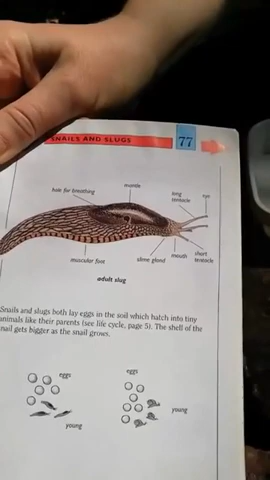 SNAILS AND SLUGS 77
hole for breathing
mantle
long
tentacle
eye
muscular foot
slime gland
mouth
short
tentacle
adult slug
Snails and slugs both lay eggs in the soil which hatch into tiny
animals like their parents (see life cycle, page 5). The shell of the
snail gets bigger as the snail grows.
eggs
young
eggs
young